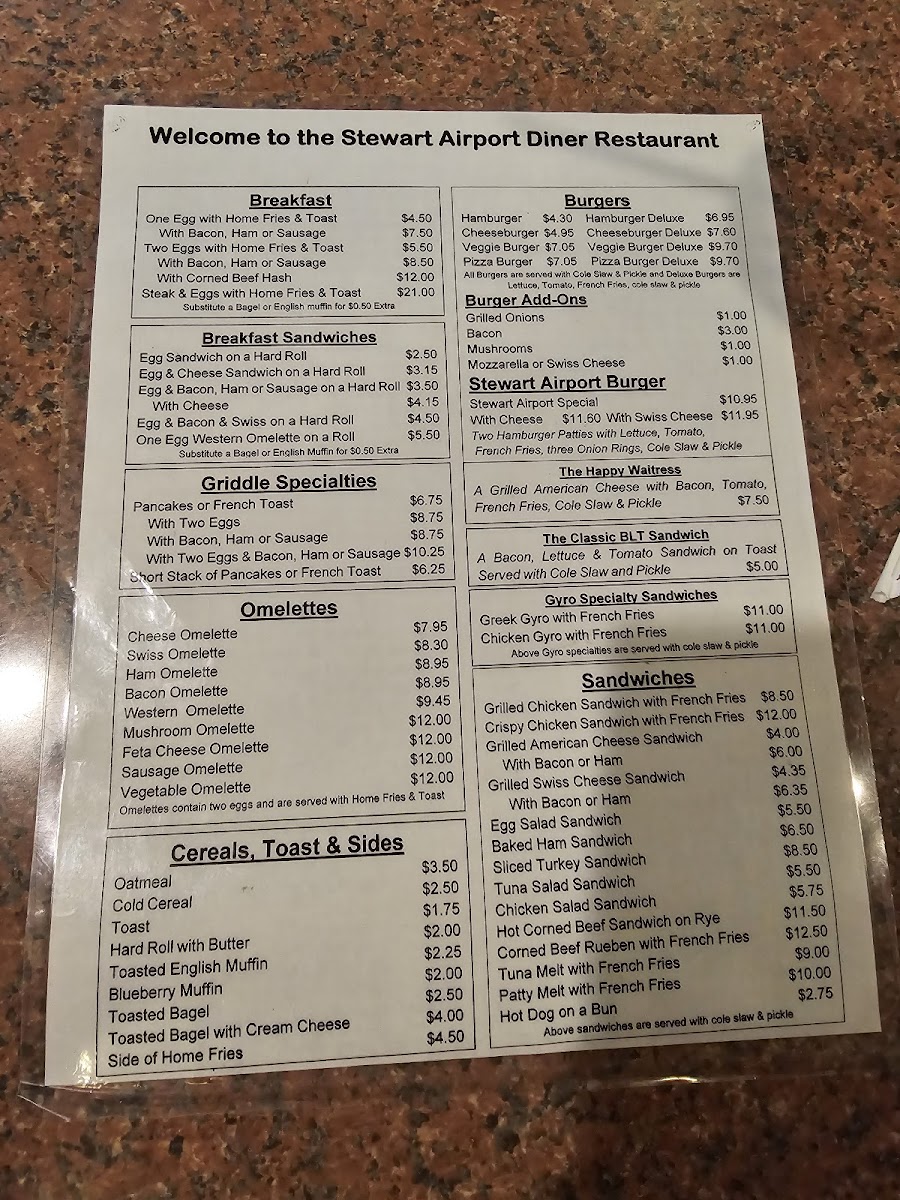 Welcome to the Stewart Airport Diner Restaurant
Breakfast
One Egg with Home Fries & Toast $4.50
With Bacon, Ham or Sausage $7.50
Two Eggs with Home Fries & Toast $5.50
With Bacon, Ham or Sausage $8.50
With Corned Beef Hash $12.00
Steak & Eggs with Home Fries & Toast $21.00
Substitute a Bagel or English muffin for $0.50 Extra
Breakfast Sandwiches
Egg Sandwich on a Hard Roll $2.50
Egg & Cheese Sandwich on a Hard Roll $3.15
Egg & Bacon, Ham or Sausage on a Hard Roll $3.50
With Cheese $4.15
Egg & Bacon & Swiss on a Hard Roll $4.50
One Egg Western Omelette on a Roll $5.50
Substitute a Bagel or English Muffin for $0.50 Extra
Griddle Specialties
Pancakes or French Toast $6.75
With Two Eggs $8.75
With Bacon, Ham or Sausage $8.75
With Two Eggs & Bacon, Ham or Sausage $10.25
Short Stack of Pancakes or French Toast $6.25
Omelettes
Cheese Omelette $7.95
Swiss Omelette $8.30
Ham Omelette $8.95
Bacon Omelette $8.95
Western Omelette $9.45
Mushroom Omelette $12.00
Feta Cheese Omelette $12.00
Sausage Omelette $12.00
Vegetable Omelette $12.00
Omelettes contain two eggs and are served with Home Fries & Toast
Cereals, Toast & Sides
Oatmeal $3.50
Cold Cereal $2.50
Toast $1.75
Hard Roll with Butter $2.00
Toasted English Muffin $2.25
Blueberry Muffin $2.00
Toasted Bagel $2.50
Toasted Bagel with Cream Cheese $4.00
Side of Home Fries $4.50
Burgers
Hamburger $4.30 Hamburger Deluxe $6.95
Cheeseburger $4.95 Cheeseburger Deluxe $7.60
Veggie Burger $7.05 Veggie Burger Deluxe $9.70
Pizza Burger $7.05 Pizza Burger Deluxe $9.70
All Burgers are served with Cole Slaw & Pickle and Deluxe Burgers are
Lettuce, Tomato, French Fries, cole slaw & pickle
Burger Add-Ons
Grilled Onions $1.00
Bacon $3.00
Mushrooms $1.00
Mozzarella or Swiss Cheese $1.00
Stewart Airport Burger
Stewart Airport Special $10.95
With Cheese $11.60 With Swiss Cheese $11.95
Two Hamburger Patties with Lettuce, Tomato,
French Fries, three Onion Rings, Cole Slaw & Pickle
The Happy Waitress
A Grilled American Cheese with Bacon, Tomato,
French Fries, Cole Slaw & Pickle $7.50
The Classic BLT Sandwich
A Bacon, Lettuce & Tomato Sandwich on Toast
Served with Cole Slaw and Pickle $5.00
Gyro Specialty Sandwiches
Greek Gyro with French Fries $11.00
Chicken Gyro with French Fries $11.00
Above Gyro specialties are served with cole slaw & pickle
Sandwiches
Grilled Chicken Sandwich with French Fries $8.50
Crispy Chicken Sandwich with French Fries $12.00
Grilled American Cheese Sandwich $4.00
With Bacon or Ham $6.00
Grilled Swiss Cheese Sandwich $4.35
With Bacon or Ham $6.35
Egg Salad Sandwich $5.50
Baked Ham Sandwich $6.50
Sliced Turkey Sandwich $8.50
Tuna Salad Sandwich $5.50
Chicken Salad Sandwich $5.75
Hot Corned Beef Sandwich on Rye $11.50
Corned Beef Rueben with French Fries $12.50
Tuna Melt with French Fries $9.00
Patty Melt with French Fries $10.00
Hot Dog on a Bun $2.75
Above sandwiches are served with cole slaw & pickle